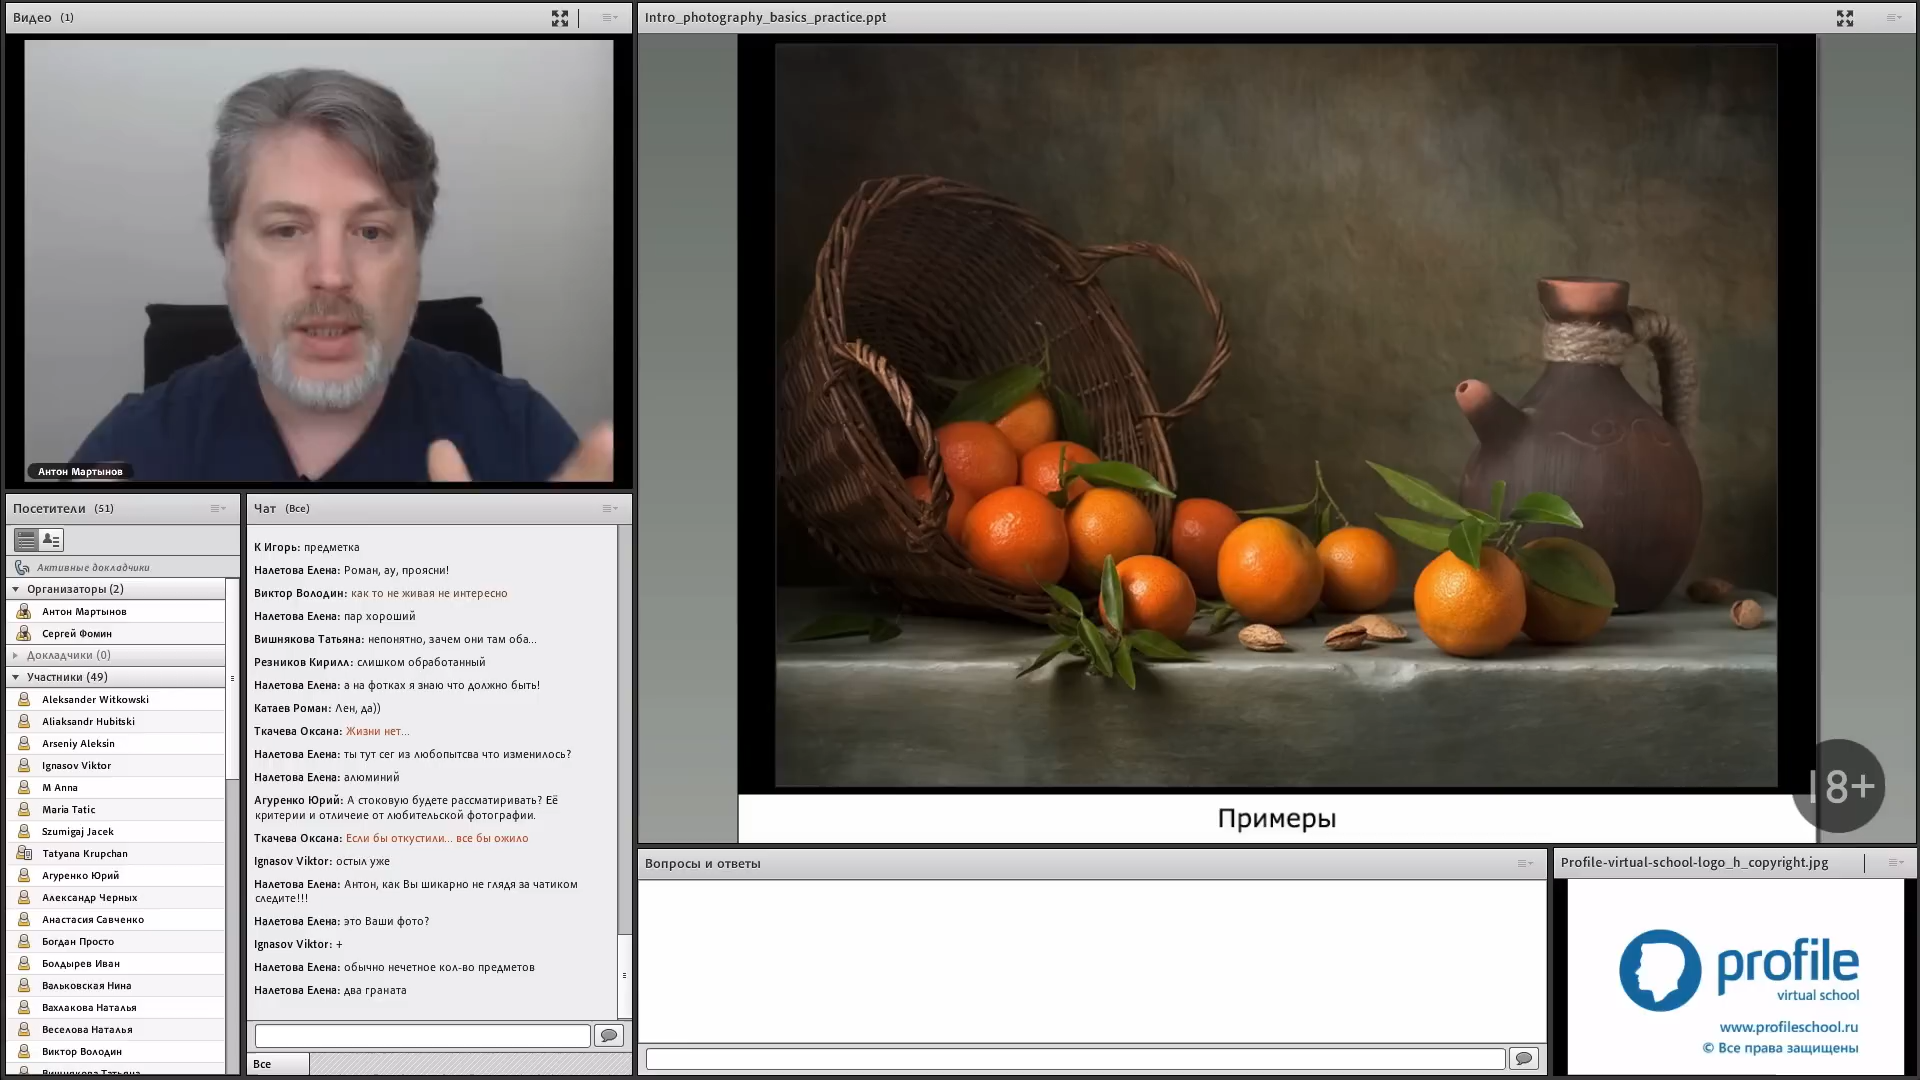 Видео (1)
Антон Мартынов
Intro_photography_basics_practice.ppt
Примеры
18+
Посетители (51)
Активные докладчики
Организаторы (2)
Антон Мартынов
Сергей Фомин
Докладчики (0)
Участники (49)
Aleksander Witkowski
Aliaksandr Hubitski
Arseniy Aleksin
Ignasov Viktor
M Anna
Maria Tatic
Szumigaj Jacek
Tatyana Krupchan
Агуренко Юрий
Александр Черных
Анастасия Савченко
Богдан Просто
Болдырев Иван
Вальковская Нина
Вахлакова Наталья
Веселова Наталья
Виктор Володин
Вишнякова Татьяна
Чат (Все)
К Игорь: предметка
Налетова Елена: Роман, ау, проясни!
Виктор Володин: как то не живая не интересно
Налетова Елена: пар хороший
Вишнякова Татьяна: непонятно, зачем они там оба...
Резников Кирилл: слишком обработанный
Налетова Елена: а на фотках я знаю что должно быть!
Катаев Роман: Лен, да))
Ткачева Оксана: Жизни нет...
Налетова Елена: ты тут сег из любопытсва что изменилось?
Налетова Елена: алюминий
Агуренко Юрий: А стоковую будете рассматиривать? Её
критерии и отличеие от любительской фотографии.
Ткачева Оксана: Если бы откустили... все бы ожило
Ignasov Viktor: остыл уже
Налетова Елена: Антон, как Вы шикарно не глядя за чатиком
следите!!!
Налетова Елена: это Ваши фото?
Ignasov Viktor: +
Налетова Елена: обычно нечетное кол-во предметов
Налетова Елена: два граната
Все
Вопросы и ответы
Profile-virtual-school-logo_h_copyright.jpg
profile
virtual school
www.profileschool.ru
© Все права защищены